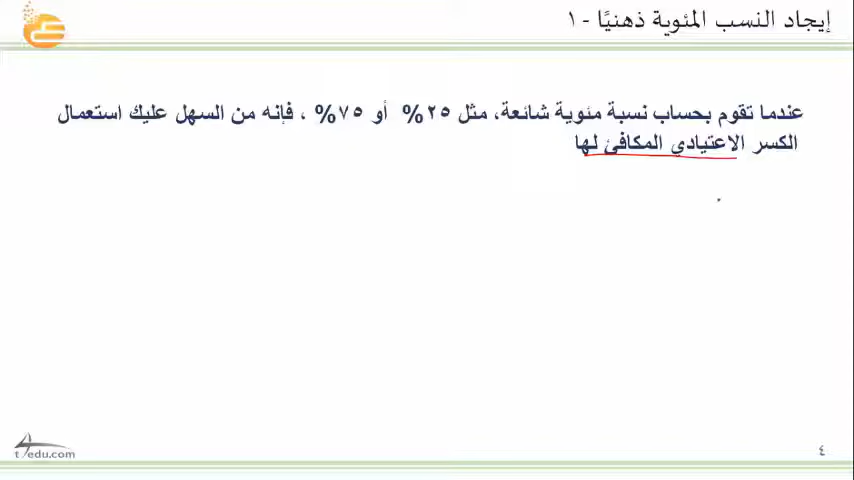 إيجاد النسب المئوية ذهنيًا - ١
عندما تقوم بحساب نسبة مئوية شائعة، مثل ٢٥% أو ٧٥% ، فإنه من السهل عليك استعمال
الكسر الاعتيادي المكافئ لها
t4edu.com
٤